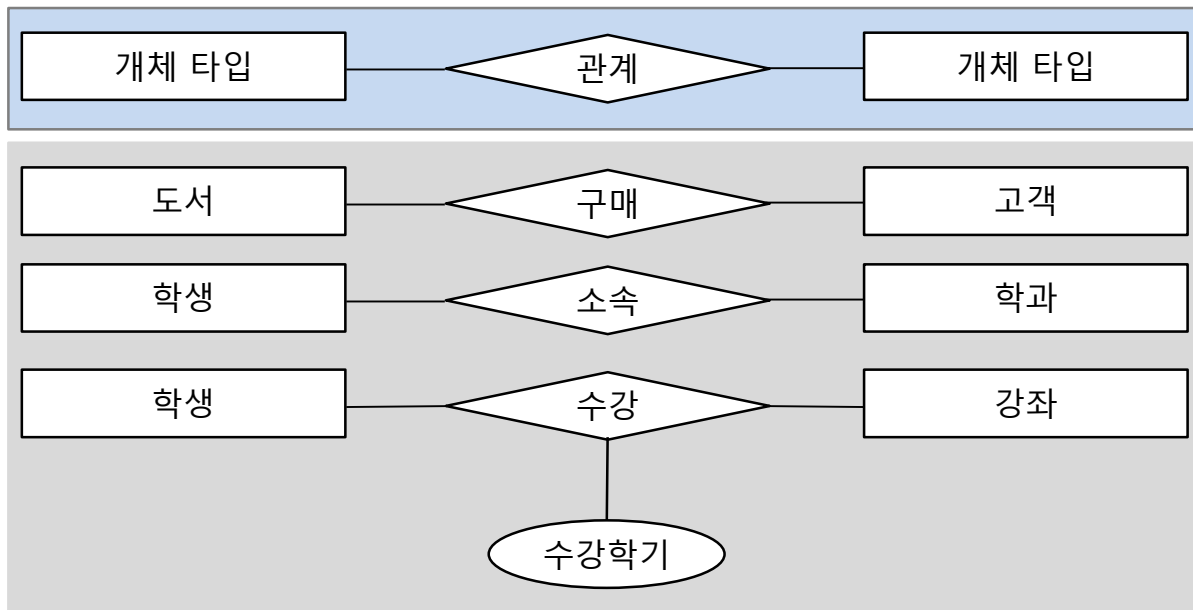 개체 타입 관계 개체 타입
도서 구매 고객
학생 소속 학과
학생 수강 강좌
수강학기